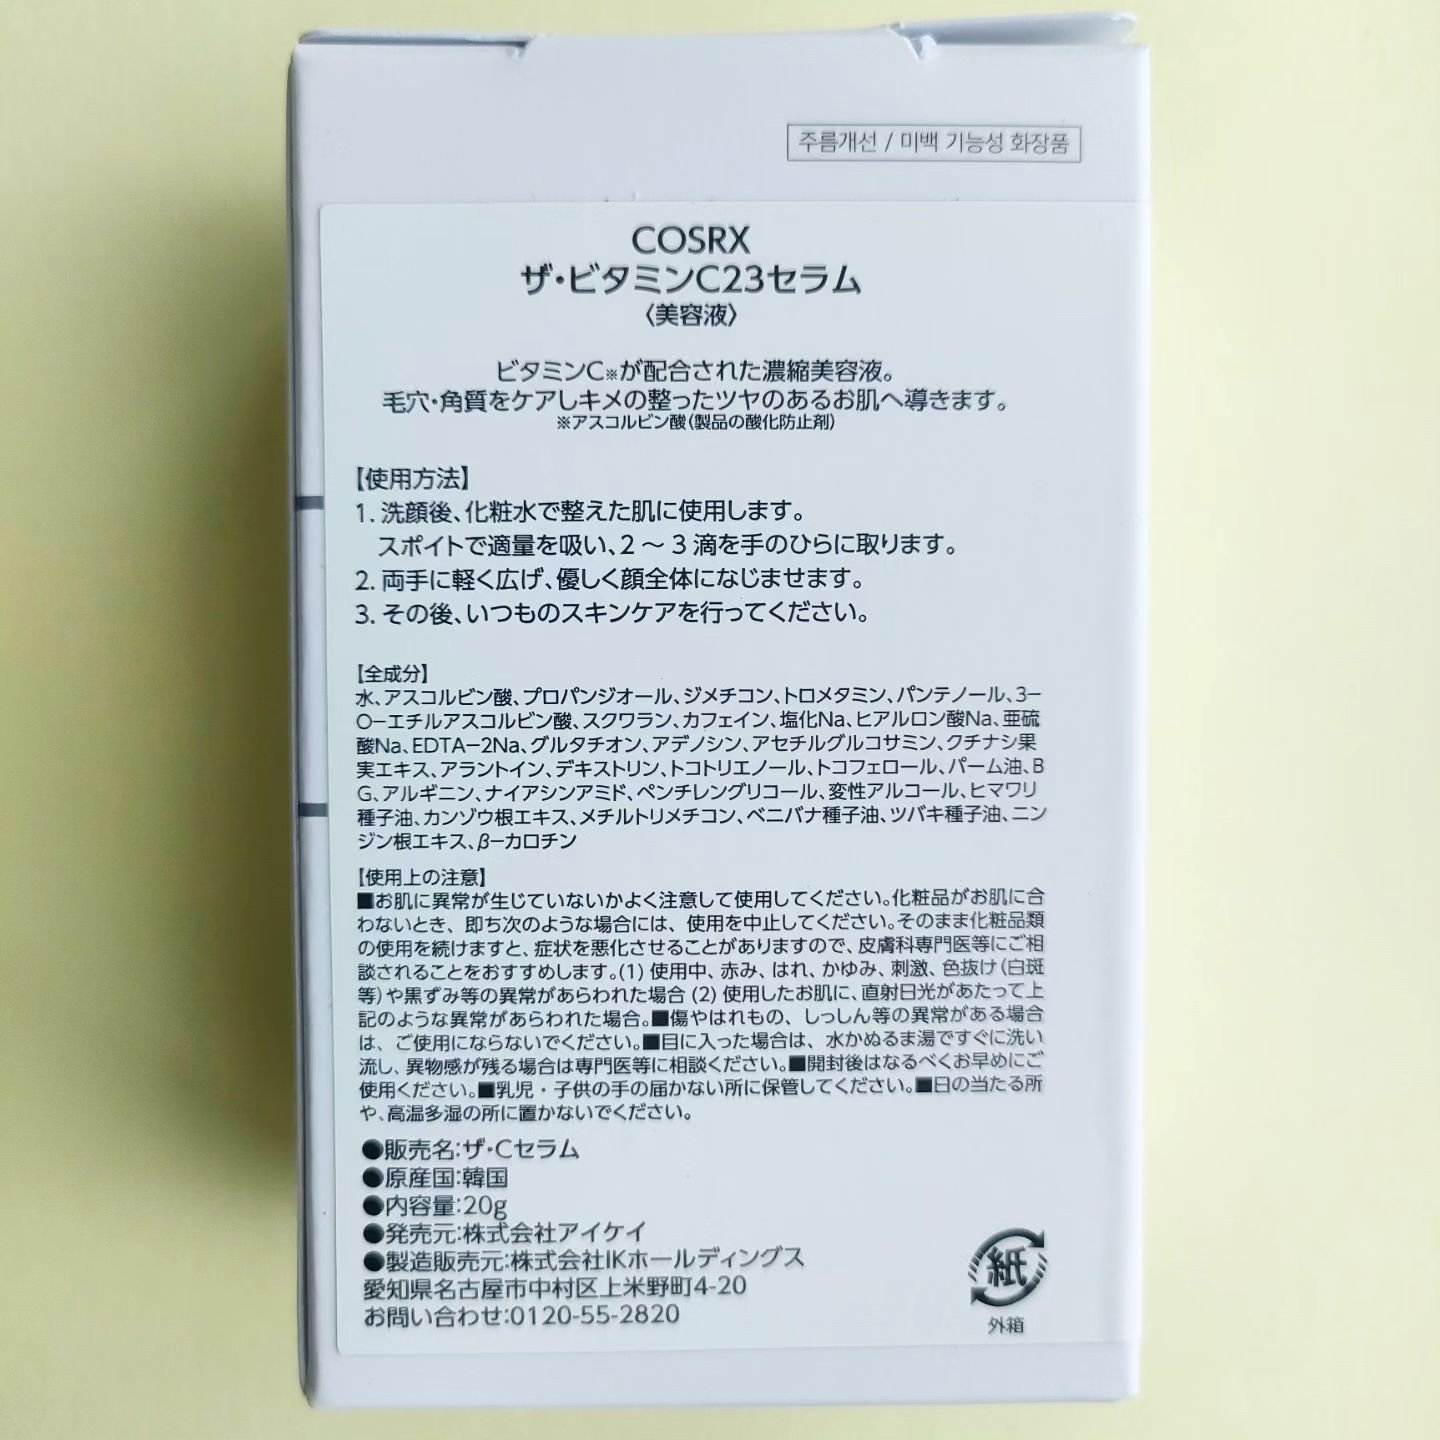 주름개선 / 미백 기능성 화장품
COSRX
ザ・ビタミンC23セラム
〈美容液〉
ビタミンC※が配合された濃縮美容液。
毛穴・角質をケアしキメの整ったツヤのあるお肌へ導きます。
※アスコルビン酸(製品の酸化防止剤)
【使用方法】
1. 洗顔後、化粧水で整えた肌に使用します。
スポイトで適量を吸い、2 ～ 3 滴を手のひらに取ります。
2. 両手に軽く広げ、優しく顔全体になじませます。
3. その後、いつものスキンケアを行ってください。
【全成分】
水、アスコルビン酸、プロパンジオール、ジメチコン、トロメタミン、パンテノール、3-
O-エチルアスコルビン酸、スクワラン、カフェイン、塩化Na、ヒアルロン酸Na、亜硫
酸Na、EDTA-2Na、グルタチオン、アデノシン、アセチルグルコサミン、クチナシ果
実エキス、アラントイン、デキストリン、トコトリエノール、トコフェロール、パーム油、B
G、アルギニン、ナイアシンアミド、ペンチレングリコール、変性アルコール、ヒマワリ
種子油、カンゾウ根エキス、メチルトリメチコン、ベニバナ種子油、ツバキ種子油、ニン
ジン根エキス、β-カロチン
【使用上の注意】
■お肌に異常が生じていないかよく注意して使用してください。化粧品がお肌に合
わないとき、即ち次のような場合には、使用を中止してください。そのまま化粧品類
の使用を続けますと、症状を悪化させることがありますので、皮膚科専門医等にご相
談されることをおすすめします。(1) 使用中、赤み、はれ、かゆみ、刺激、色抜け(白斑
等)や黒ずみ等の異常があらわれた場合 (2) 使用したお肌に、直射日光があたって上
記のような異常があらわれた場合。■傷やはれもの、しっしん等の異常がある場合
は、ご使用にならないでください。■目に入った場合は、水かぬるま湯ですぐに洗い
流し、異物感が残る場合は専門医等に相談ください。■開封後はなるべくお早めにご
使用ください。■乳児・子供の手の届かない所に保管してください。■日の当たる所
や、高温多湿の所に置かないでください。
●販売名:ザ・Cセラム
●原産国:韓国
●内容量:20g
●発売元:株式会社アイケイ
●製造販売元:株式会社IKホールディングス
愛知県名古屋市中村区上米野町4-20
お問い合わせ:0120-55-2820
紙
外箱